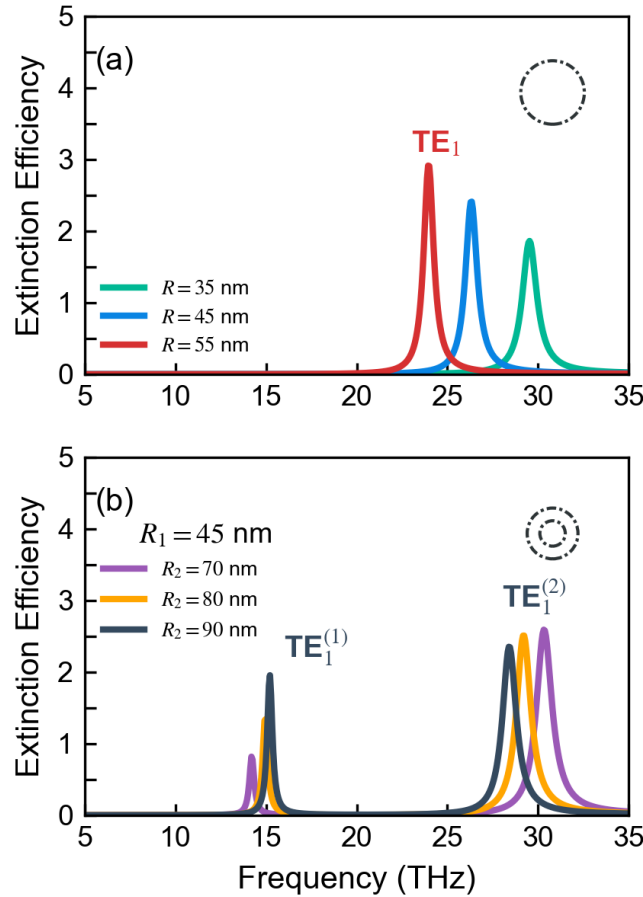 (a)
Extinction Efficiency
5
4
3
2
1
0
TE₁
R = 35 nm
R = 45 nm
R = 55 nm
5 10 15 20 25 30 35
(b)
Extinction Efficiency
5
4
3
2
1
0
R₁ = 45 nm
R₂ = 70 nm
R₂ = 80 nm
R₂ = 90 nm
TE₁⁽¹⁾
TE₁⁽²⁾
5 10 15 20 25 30 35
Frequency (THz)